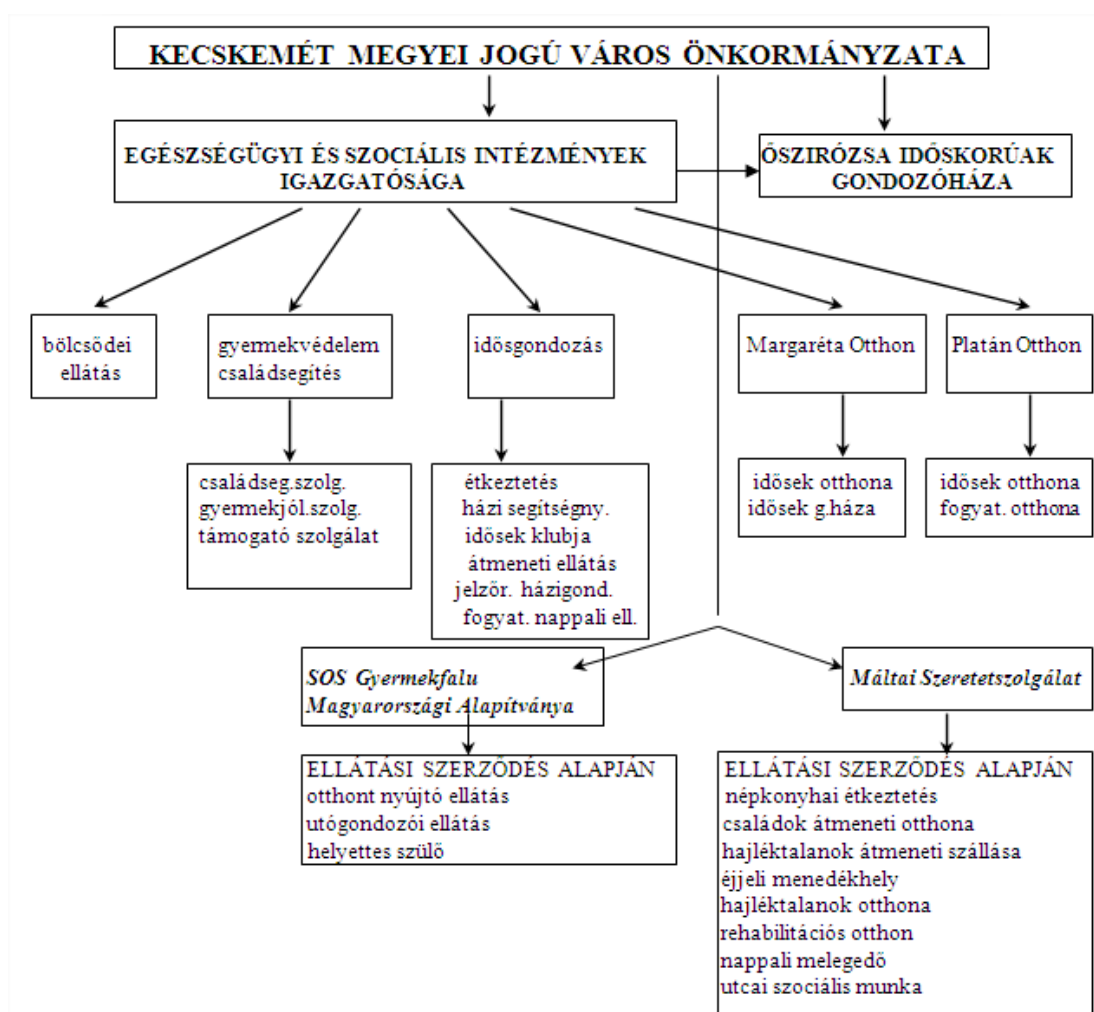 KECSKEMÉT MEGYEI JOGÚ VÁROS ÖNKORMÁNYZATA
EGÉSZSÉGÜGYI ÉS SZOCIÁLIS INTÉZMÉNYEK
IGAZGATÓSÁGA
ŐSZIRÓZSA IDŐSKORÚAK
GONDOZÓHÁZA
bölcsődei
ellátás
gyermekvédelem
családsegítés
idősgondozás
Margaréta Otthon
Platán Otthon
családseg.szolg.
gyermekjól.szolg.
támogató szolgálat
étkeztetés
házi segítségny.
idősek klubja
átmeneti ellátás
jelzőr. házigond.
fogyat. nappali ell.
idősek otthona
idősek g.háza
idősek otthona
fogyat. otthona
SOS Gyermekfalu
Magyarországi Alapítványa
Máltai Szeretetszolgálat
ELLÁTÁSI SZERZŐDÉS ALAPJÁN
otthont nyújtó ellátás
utógondozói ellátás
helyettes szülő
ELLÁTÁSI SZERZŐDÉS ALAPJÁN
népkonyhai étkeztetés
családok átmeneti otthona
hajléktalanok átmeneti szállása
éjjeli menedékhely
hajléktalanok otthona
rehabilitációs otthon
nappali melegedő
utcai szociális munka